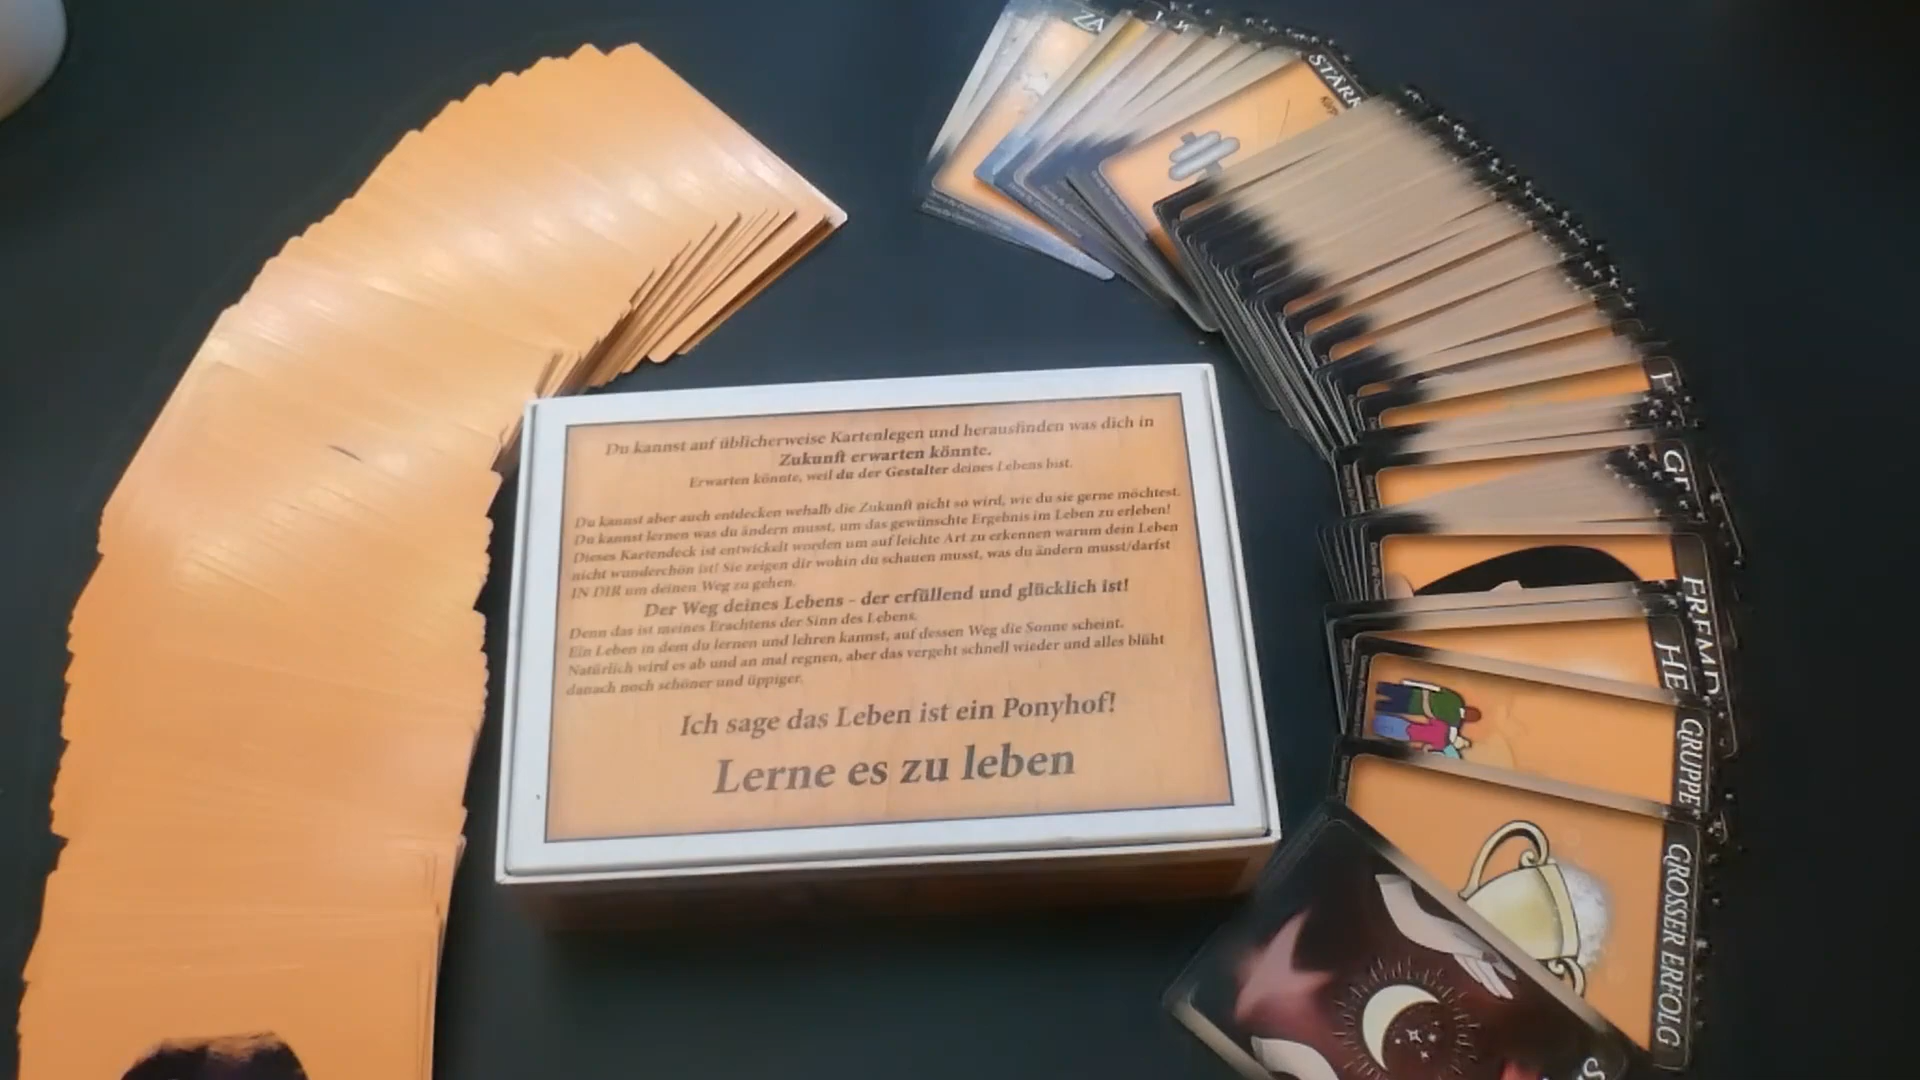 Du kannst auf üblicherweise Kartenlegen und herausfinden was dich in
Zukunft erwarten könnte.
Erwarten könnte, weil du der Gestalter deines Lebens bist.
Du kannst aber auch entdecken wehalb die Zukunft nicht so wird, wie du sie gerne möchtest.
Du kannst lernen was du ändern musst, um das gewünschte Ergebnis im Leben zu erleben!
Dieses Kartendeck ist entwickelt worden um auf leichte Art zu erkennen warum dein Leben
nicht wunderschön ist! Sie zeigen dir wohin du schauen musst, was du ändern musst/darfst
IN DIR um deinen Weg zu gehen.
Der Weg deines Lebens - der erfüllend und glücklich ist!
Denn das ist meines Erachtens der Sinn des Lebens.
Ein Leben in dem du lernen und lehren kannst, auf dessen Weg die Sonne scheint.
Natürlich wird es ab und an mal regnen, aber das vergeht schnell wieder und alles blüht
danach noch schöner und üppiger.
Ich sage das Leben ist ein Ponyhof!
Lerne es zu leben
STÄRK
FREMD
HE
GRUPPE
GROSSER ERFOLG